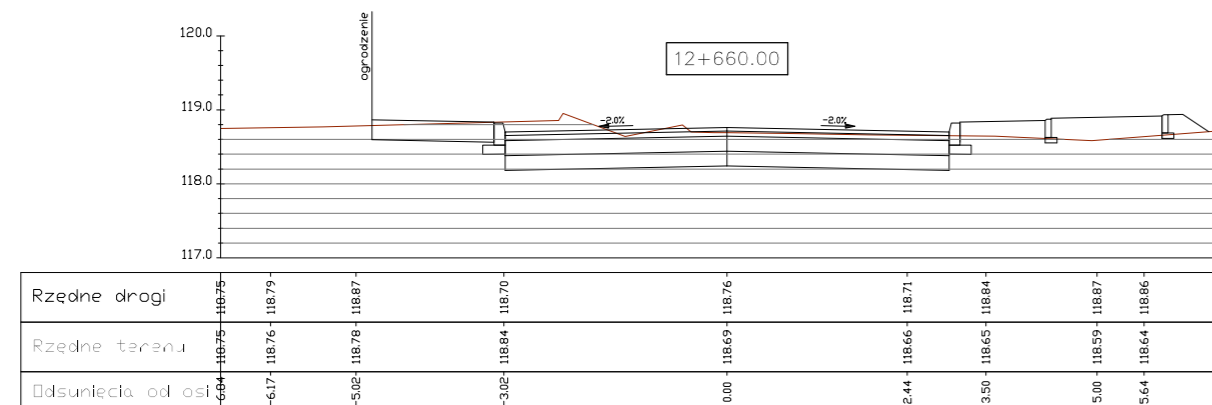 120.0
ogrodzenie
12+660.00
119.0
-2.0%
-2.0%
118.0
117.0
Rzędne drogi 118.75 118.79 118.87 118.70 118.76 118.71 118.84 118.87 118.86
Rzędne terenu 118.75 118.76 118.78 118.84 118.69 118.66 118.65 118.59 118.64
Odsunięcia od osi -6.84 -6.17 -5.02 -3.02 0.00 2.44 3.50 5.00 5.64